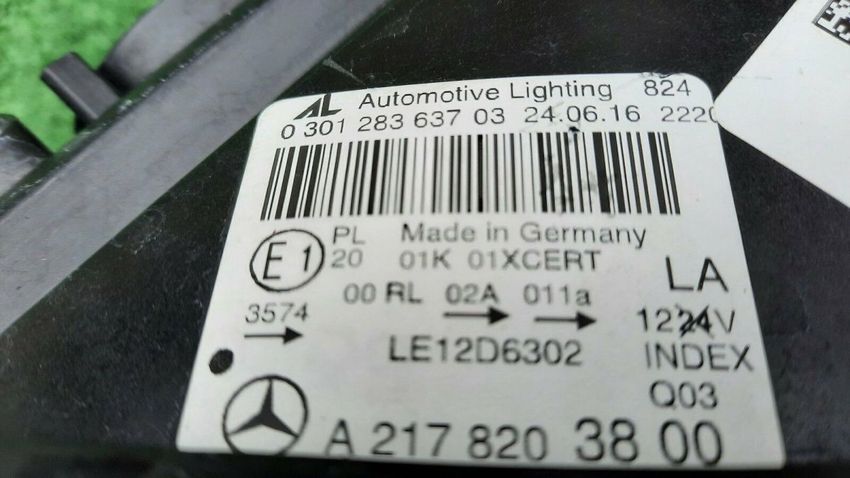 AL Automotive Lighting 824
0 301 283 637 03 24.06.16 2220
E1 PL Made in Germany
20 01K 01XCERT LA
00 RL 02A 011a
3574 → → → 1224V
LE12D6302 INDEX
Q03
A 217 820 38 00